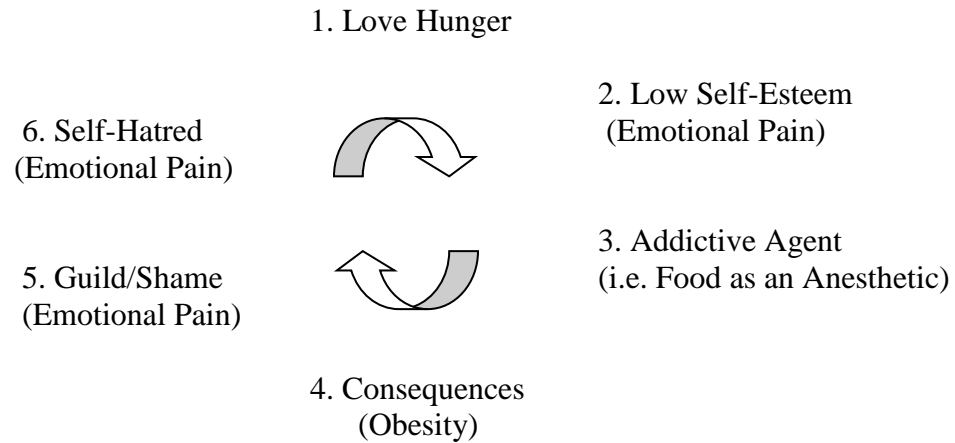 1. Love Hunger
2. Low Self-Esteem
(Emotional Pain)
3. Addictive Agent
(i.e. Food as an Anesthetic)
4. Consequences
(Obesity)
5. Guild/Shame
(Emotional Pain)
6. Self-Hatred
(Emotional Pain)